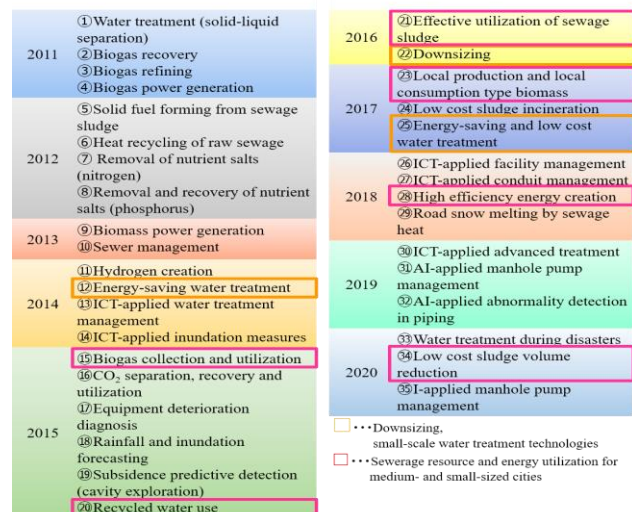 2011
①Water treatment (solid-liquid
separation)
②Biogas recovery
③Biogas refining
④Biogas power generation
2012
⑤Solid fuel forming from sewage
sludge
⑥Heat recycling of raw sewage
⑦ Removal of nutrient salts
(nitrogen)
⑧Removal and recovery of nutrient
salts (phosphorus)
2013
⑨Biomass power generation
⑩Sewer management
2014
⑪Hydrogen creation
⑫Energy-saving water treatment
⑬ICT-applied water treatment
management
⑭ICT-applied inundation measures
2015
⑮Biogas collection and utilization
⑯CO₂ separation, recovery and
utilization
⑰Equipment deterioration
diagnosis
⑱Rainfall and inundation
forecasting
⑲Subsidence predictive detection
(cavity exploration)
⑳Recycled water use
2016
㉑Effective utilization of sewage
sludge
㉒Downsizing
2017
㉓Local production and local
consumption type biomass
㉔Low cost sludge incineration
㉕Energy-saving and low cost
water treatment
2018
㉖ICT-applied facility management
㉗ICT-applied conduit management
㉘High efficiency energy creation
㉙Road snow melting by sewage
heat
2019
㉚ICT-applied advanced treatment
㉛AI-applied manhole pump
management
㉜AI-applied abnormality detection
in piping
2020
㉝Water treatment during disasters
㉞Low cost sludge volume
reduction
㉟I-applied manhole pump
management
･･･Downsizing,
small-scale water treatment technologies
･･･Sewerage resource and energy utilization for
medium- and small-sized cities